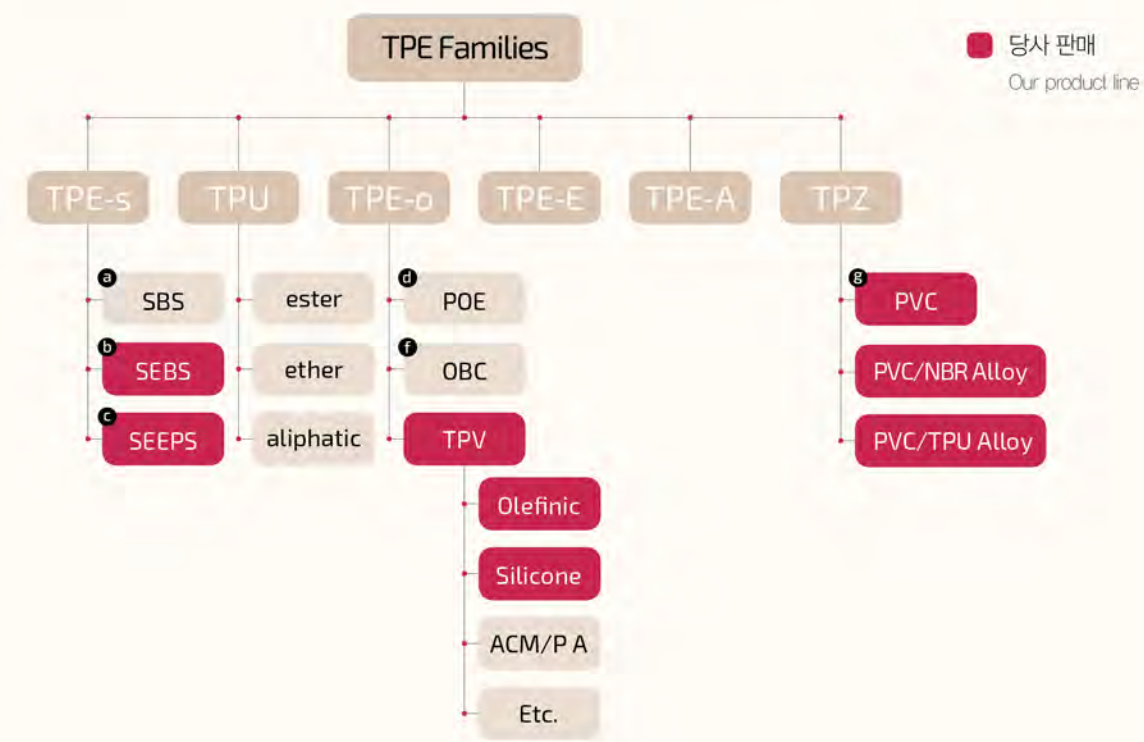 TPE Families
당사 판매
Our product line
TPE-s
TPU
TPE-o
TPE-E
TPE-A
TPZ
a
SBS
b
SEBS
c
SEEPS
ester
ether
aliphatic
d
POE
f
OBC
TPV
Olefinic
Silicone
ACM/P A
Etc.
g
PVC
PVC/NBR Alloy
PVC/TPU Alloy